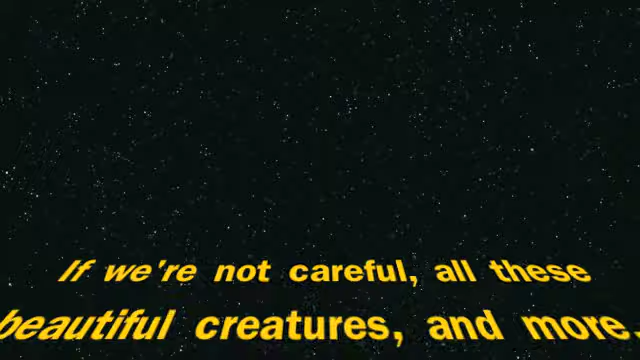 If we're not careful, all these
beautiful creatures, and more.